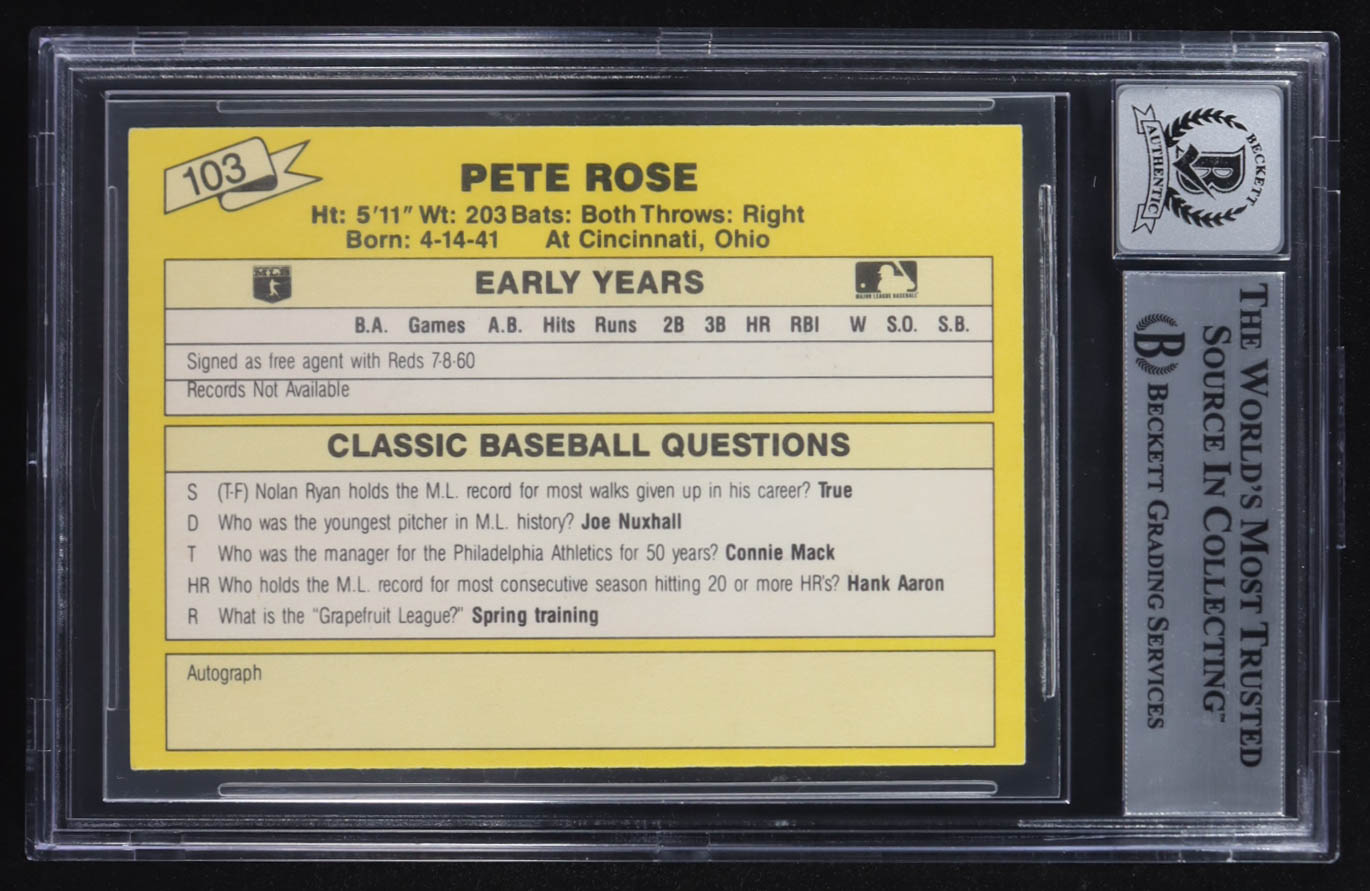 103
PETE ROSE
Ht: 5'11" Wt: 203 Bats: Both Throws: Right
Born: 4-14-41 At Cincinnati, Ohio
EARLY YEARS
MAJOR LEAGUE BASEBALL
B.A. Games A.B. Hits Runs 2B 3B HR RBI W S.O. S.B.
Signed as free agent with Reds 7-8-60
Records Not Available
CLASSIC BASEBALL QUESTIONS
S (T-F) Nolan Ryan holds the M.L. record for most walks given up in his career? True
D Who was the youngest pitcher in M.L. history? Joe Nuxhall
T Who was the manager for the Philadelphia Athletics for 50 years? Connie Mack
HR Who holds the M.L. record for most consecutive season hitting 20 or more HR's? Hank Aaron
R What is the "Grapefruit League?" Spring training
Autograph
BECKETT
AUTHENTIC
THE WORLD'S MOST TRUSTED
SOURCE IN COLLECTING™
B BECKETT GRADING SERVICES